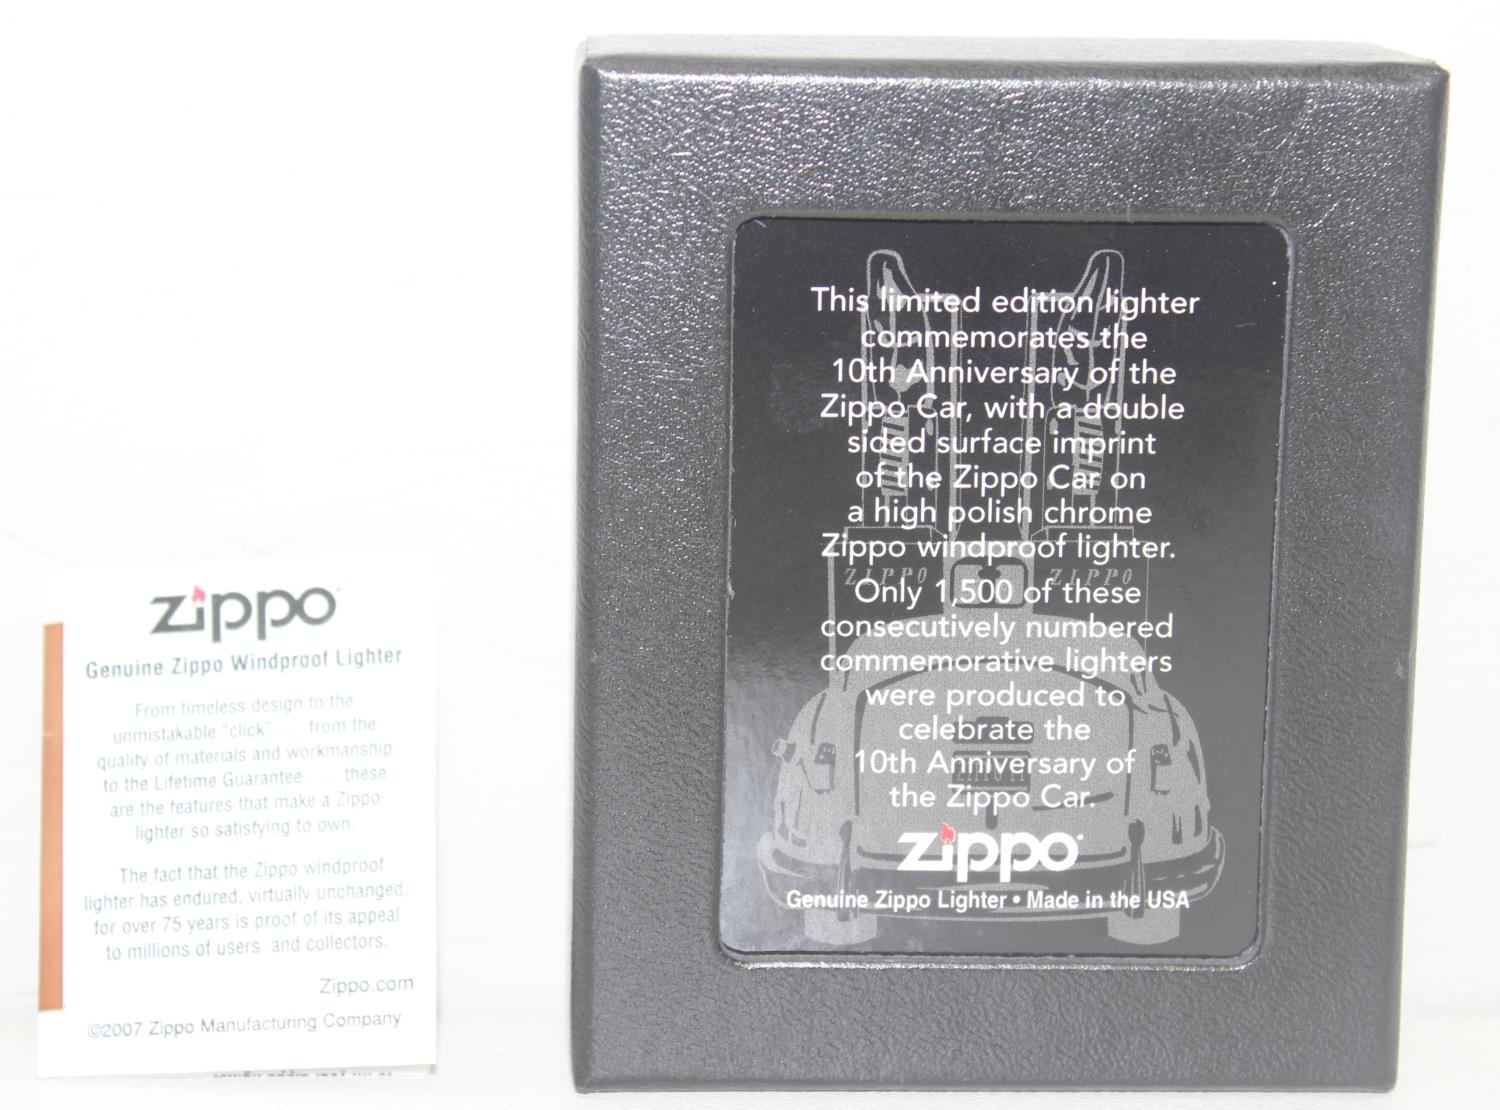 zippo
Genuine Zippo Windproof Lighter
From timeless design to the
unmistakable "click". . . from the
quality of materials and workmanship
to the Lifetime Guarantee . . . these
are the features that make a Zippo
lighter so satisfying to own.
The fact that the Zippo windproof
lighter has endured, virtually unchanged,
for over 75 years is proof of its appeal
to millions of users and collectors.
Zippo.com
©2007 Zippo Manufacturing Company
This limited edition lighter
commemorates the
10th Anniversary of the
Zippo Car, with a double
sided surface imprint
of the Zippo Car on
a high polish chrome
Zippo windproof lighter.
ZIPPO ZIPPO
Only 1,500 of these
consecutively numbered
commemorative lighters
were produced to
celebrate the
10th Anniversary of
the Zippo Car.
zippo
Genuine Zippo Lighter • Made in the USA